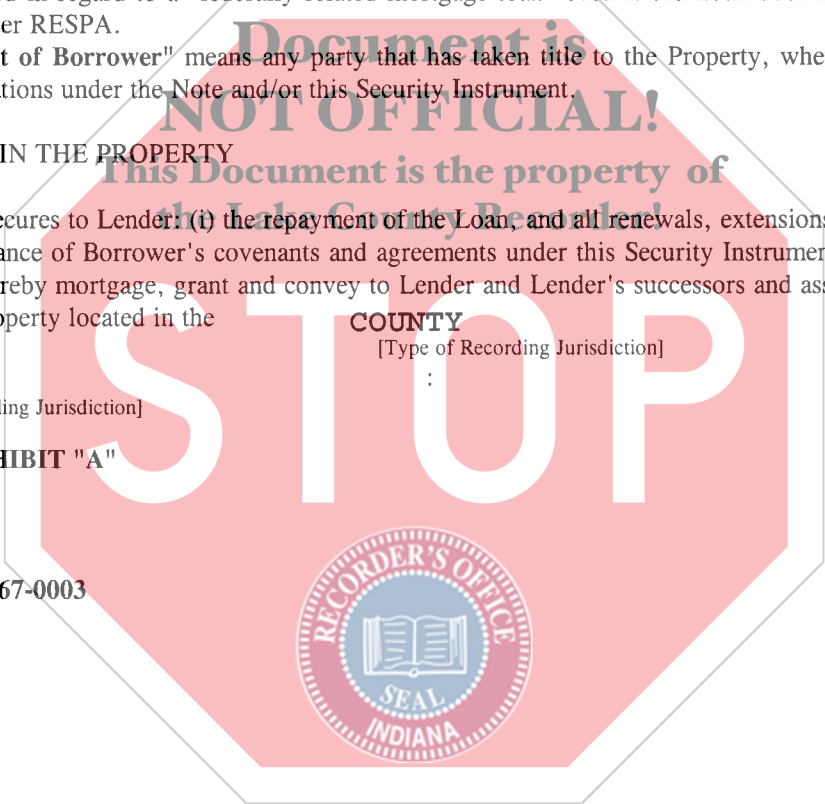 er RESPA.
Document is
t of Borrower" means any party that has taken title to the Property, whe
tions under the Note and/or this Security Instrument.
NOT OFFICIAL!
IN THE PROPERTY
This Document is the property of
the Lake County Recorder!
ecures to Lender: (i) the repayment of the Loan, and all renewals, extensions
ance of Borrower's covenants and agreements under this Security Instrumen
reby mortgage, grant and convey to Lender and Lender's successors and ass
operty located in the COUNTY
[Type of Recording Jurisdiction]
:
ling Jurisdiction]
STOP
HIBIT "A"
67-0003
RECORDER'S OFFICE
SEAL
INDIANA